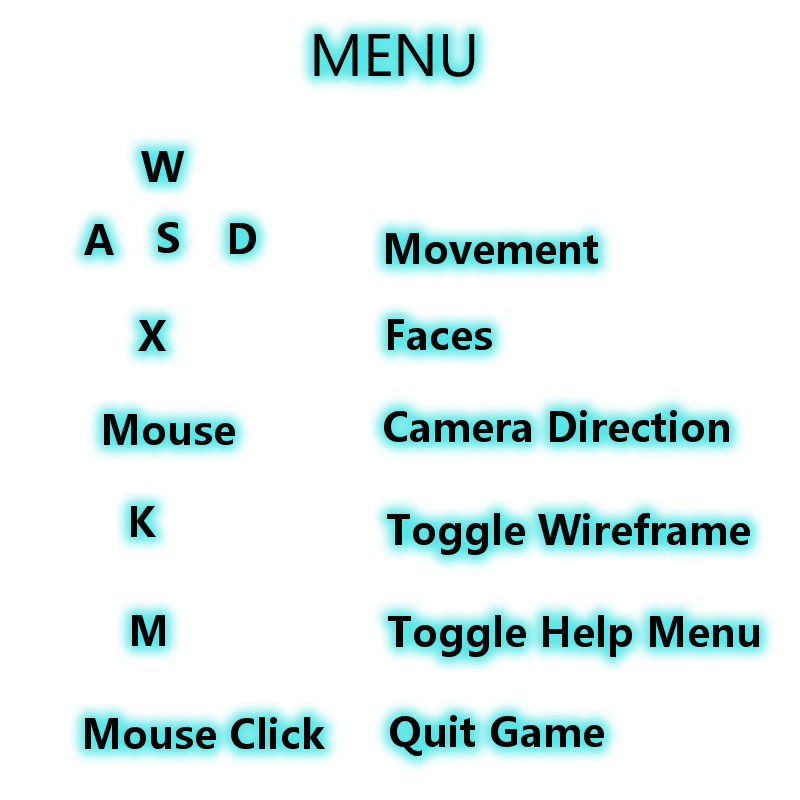 MENU
W
A S D Movement
X Faces
Mouse Camera Direction
K Toggle Wireframe
M Toggle Help Menu
Mouse Click Quit Game